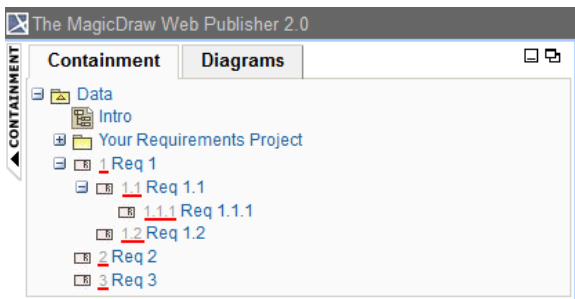 The MagicDraw Web Publisher 2.0
CONTAINMENT
Containment Diagrams
Data
Intro
Your Requirements Project
1 Req 1
1.1 Req 1.1
1.1.1 Req 1.1.1
1.2 Req 1.2
2 Req 2
3 Req 3